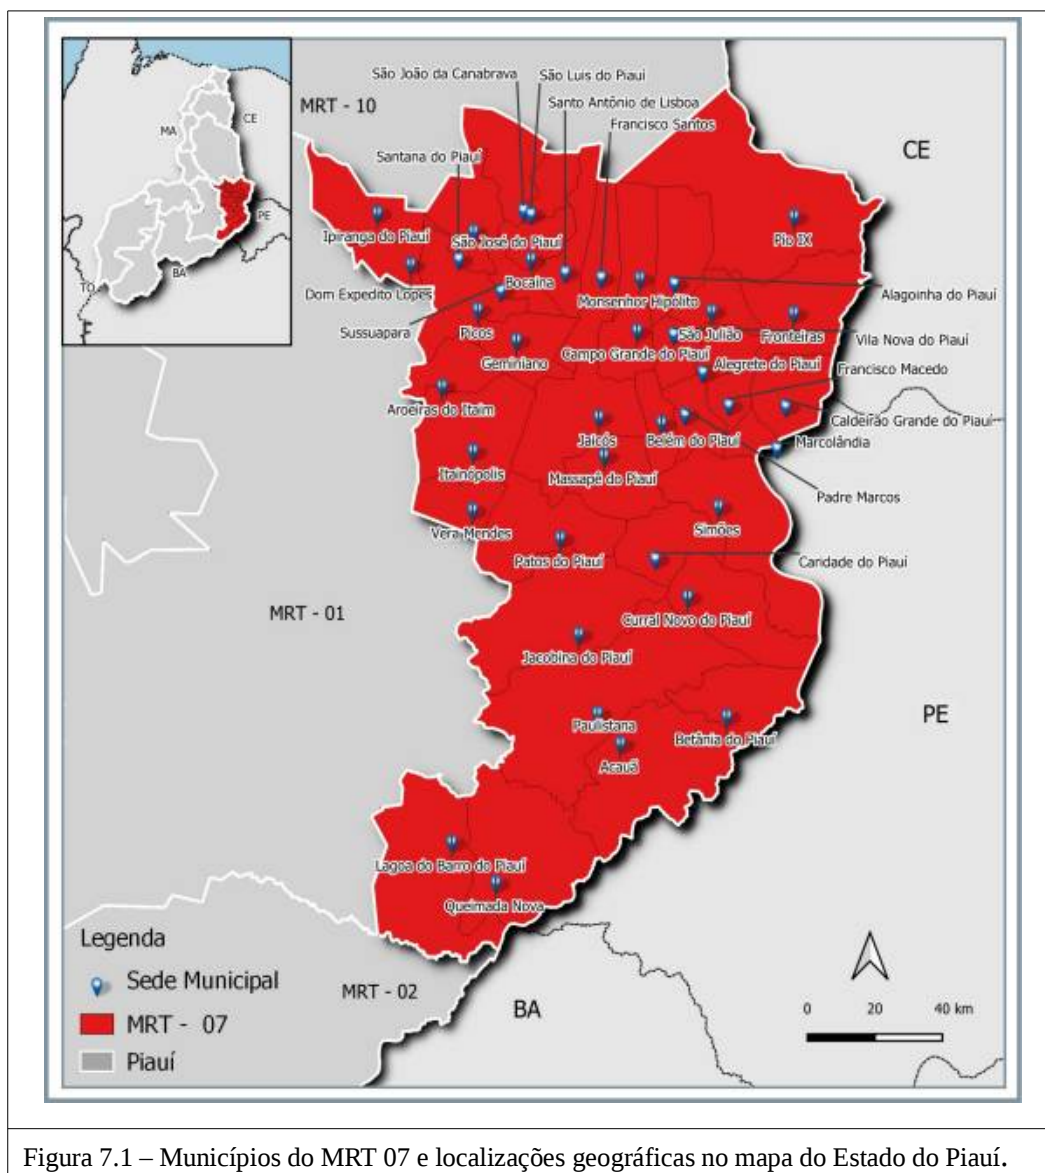 São João da Canabrava
São Luis do Piauí
MRT - 10
Santo Antônio de Lisboa
Francisco Santos
MA
CE
CE
Santana do Piauí
PE
Ipiranga do Piauí
São José do Piauí
Pio IX
BA
TO
Bocaina
Dom Expedito Lopes
Monsenhor Hipólito
Alagoinha do Piauí
Sussuapara
Picos
São Julião
Fronteiras
Vila Nova do Piauí
Geminiano
Campo Grande do Piauí
Alegrete do Piauí
Francisco Macedo
Aroeiras do Itaim
Caldeirão Grande do Piauí
Jaicós
Belém do Piauí
Marcolândia
Itainópolis
Massapê do Piauí
Padre Marcos
Vera Mendes
Simões
Patos do Piauí
Caridade do Piauí
MRT - 01
Curral Novo do Piauí
Jacobina do Piauí
PE
Paulistana
Betânia do Piauí
Acauã
Lagoa do Barro do Piauí
Queimada Nova
Legenda
Sede Municipal
MRT - 07
Piauí
MRT - 02
BA
0 20 40 km
Figura 7.1 – Municípios do MRT 07 e localizações geográficas no mapa do Estado do Piauí.